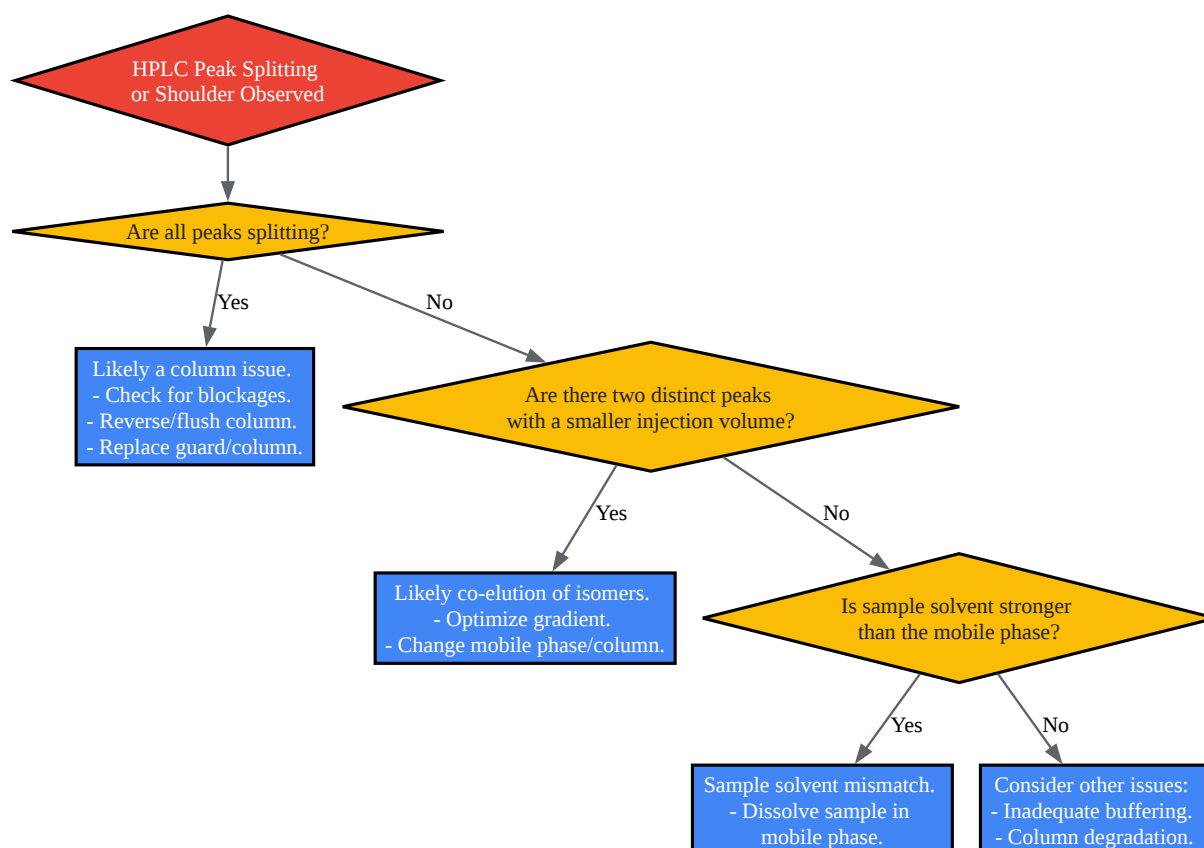 HPLC Peak Splitting
or Shoulder Observed
Are all peaks splitting?
Yes
No
Likely a column issue.
- Check for blockages.
- Reverse/flush column.
- Replace guard/column.
Are there two distinct peaks
with a smaller injection volume?
Yes
No
Likely co-elution of isomers.
- Optimize gradient.
- Change mobile phase/column.
Is sample solvent stronger
than the mobile phase?
Yes
No
Sample solvent mismatch.
- Dissolve sample in
mobile phase.
Consider other issues:
- Inadequate buffering.
- Column degradation.